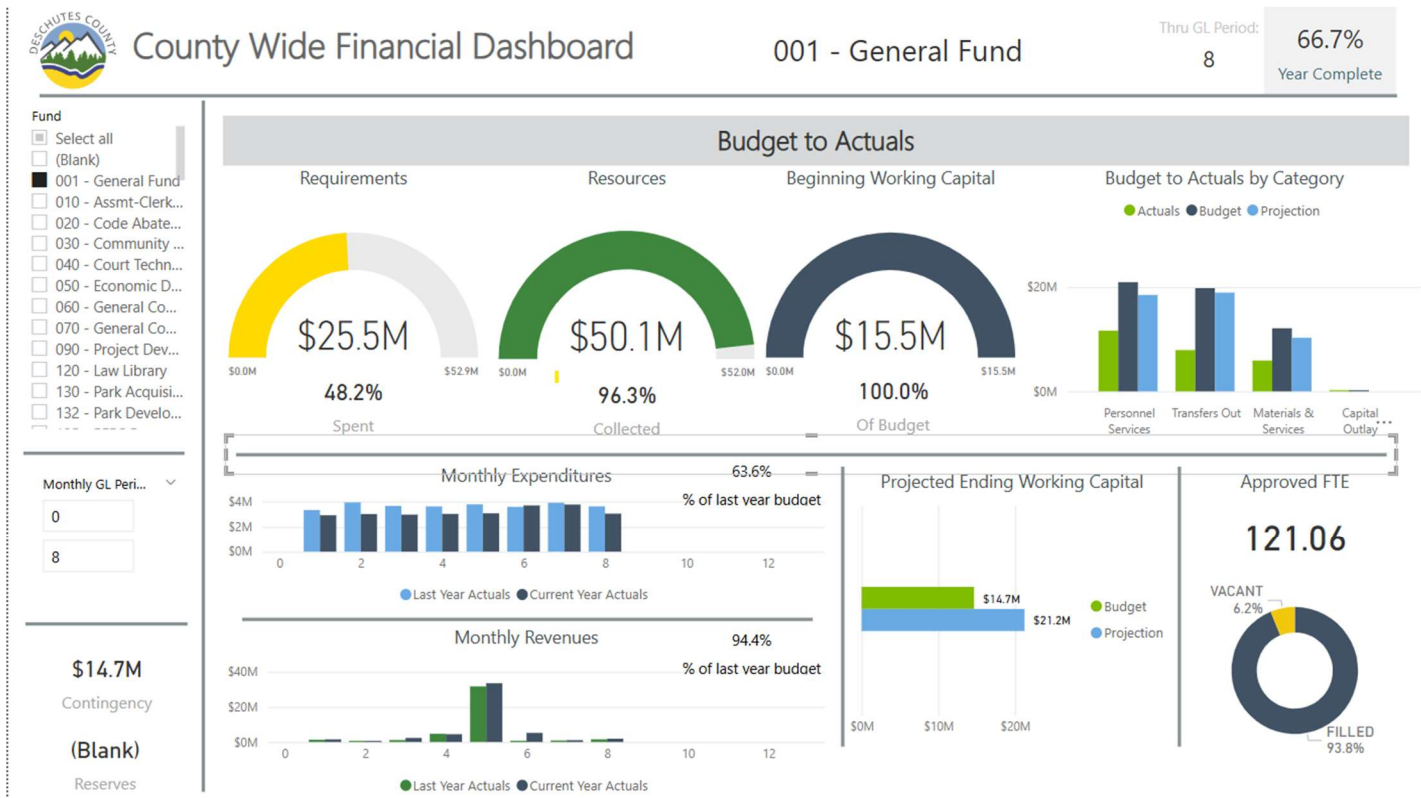 DESCHUTES COUNTY
County Wide Financial Dashboard
001 - General Fund
Thru GL Period:
8
66.7%
Year Complete
Fund
Select all
(Blank)
001 - General Fund
010 - Assmt-Clerk...
020 - Code Abate...
030 - Community ...
040 - Court Techn...
050 - Economic D...
060 - General Co...
070 - General Co...
090 - Project Dev...
120 - Law Library
130 - Park Acquisi...
132 - Park Develo...
Monthly GL Peri...
0
8
$14.7M
Contingency
(Blank)
Reserves
Budget to Actuals
Requirements
$25.5M
$0.0M
$52.9M
48.2%
Spent
Resources
$50.1M
$0.0M
$52.0M
96.3%
Collected
Beginning Working Capital
$15.5M
$0.0M
$15.5M
100.0%
Of Budget
Budget to Actuals by Category
Actuals Budget Projection
$20M
$0M
Personnel
Services
Transfers Out
Materials &
Services
Capital
Outlay
...
Monthly Expenditures
63.6%
% of last year budget
$4M
$2M
$0M
0 2 4 6 8 10 12
Last Year Actuals Current Year Actuals
Monthly Revenues
94.4%
% of last year budget
$40M
$20M
$0M
0 2 4 6 8 10 12
Last Year Actuals Current Year Actuals
Projected Ending Working Capital
$14.7M
$21.2M
Budget
Projection
$0M $10M $20M
Approved FTE
121.06
VACANT
6.2%
FILLED
93.8%